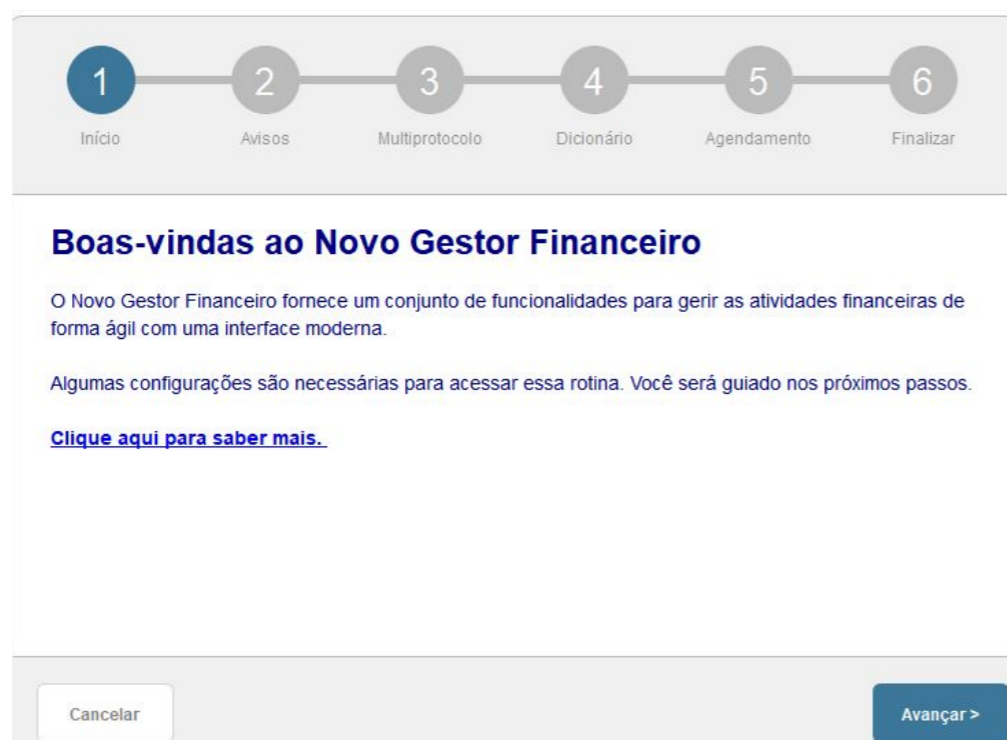 1 2 3 4 5 6
Início Avisos Multiprotocolo Dicionário Agendamento Finalizar
Boas-vindas ao Novo Gestor Financeiro
O Novo Gestor Financeiro fornece um conjunto de funcionalidades para gerir as atividades financeiras de
forma ágil com uma interface moderna.
Algumas configurações são necessárias para acessar essa rotina. Você será guiado nos próximos passos.
Clique aqui para saber mais.
Cancelar Avançar >